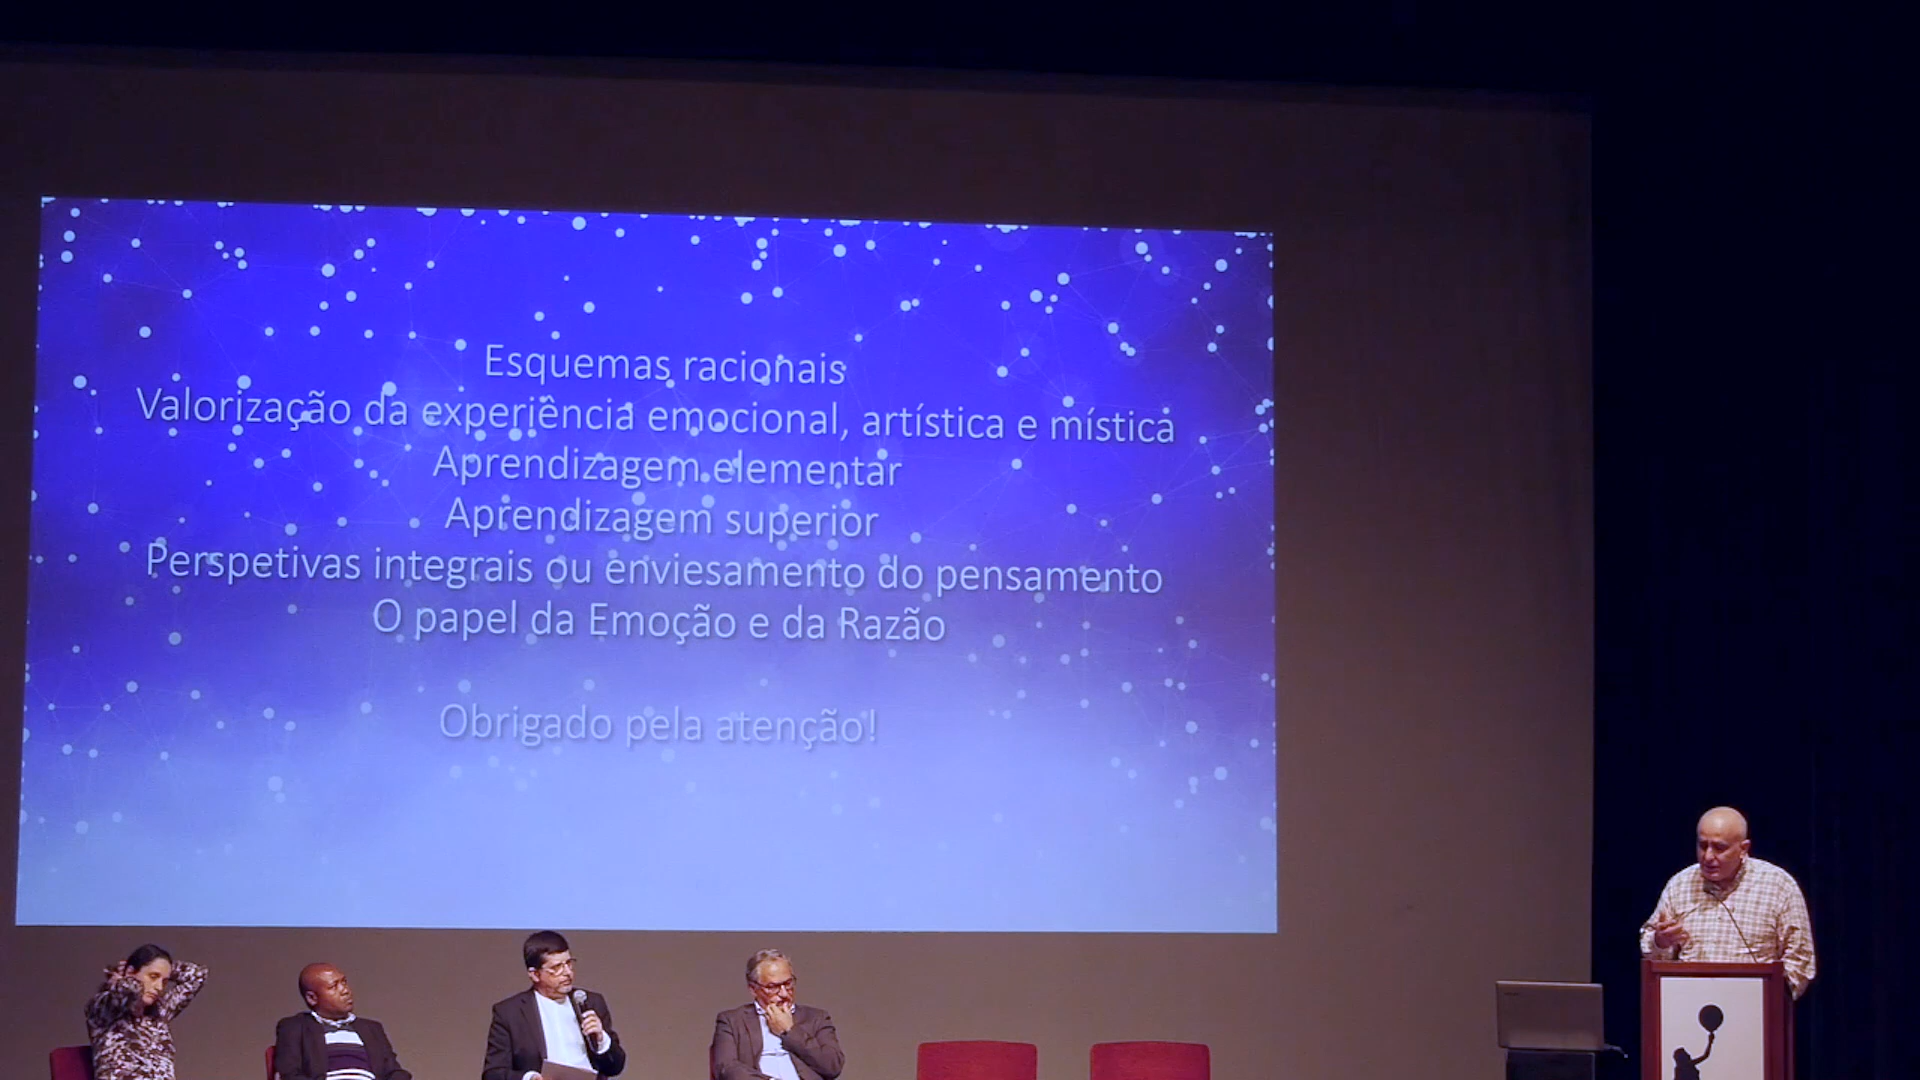 Esquemas racionais
Valorização da experiência emocional, artística e mística
Aprendizagem elementar
Aprendizagem superior
Perspetivas integrais ou enviesamento do pensamento
O papel da Emoção e da Razão
Obrigado pela atenção!